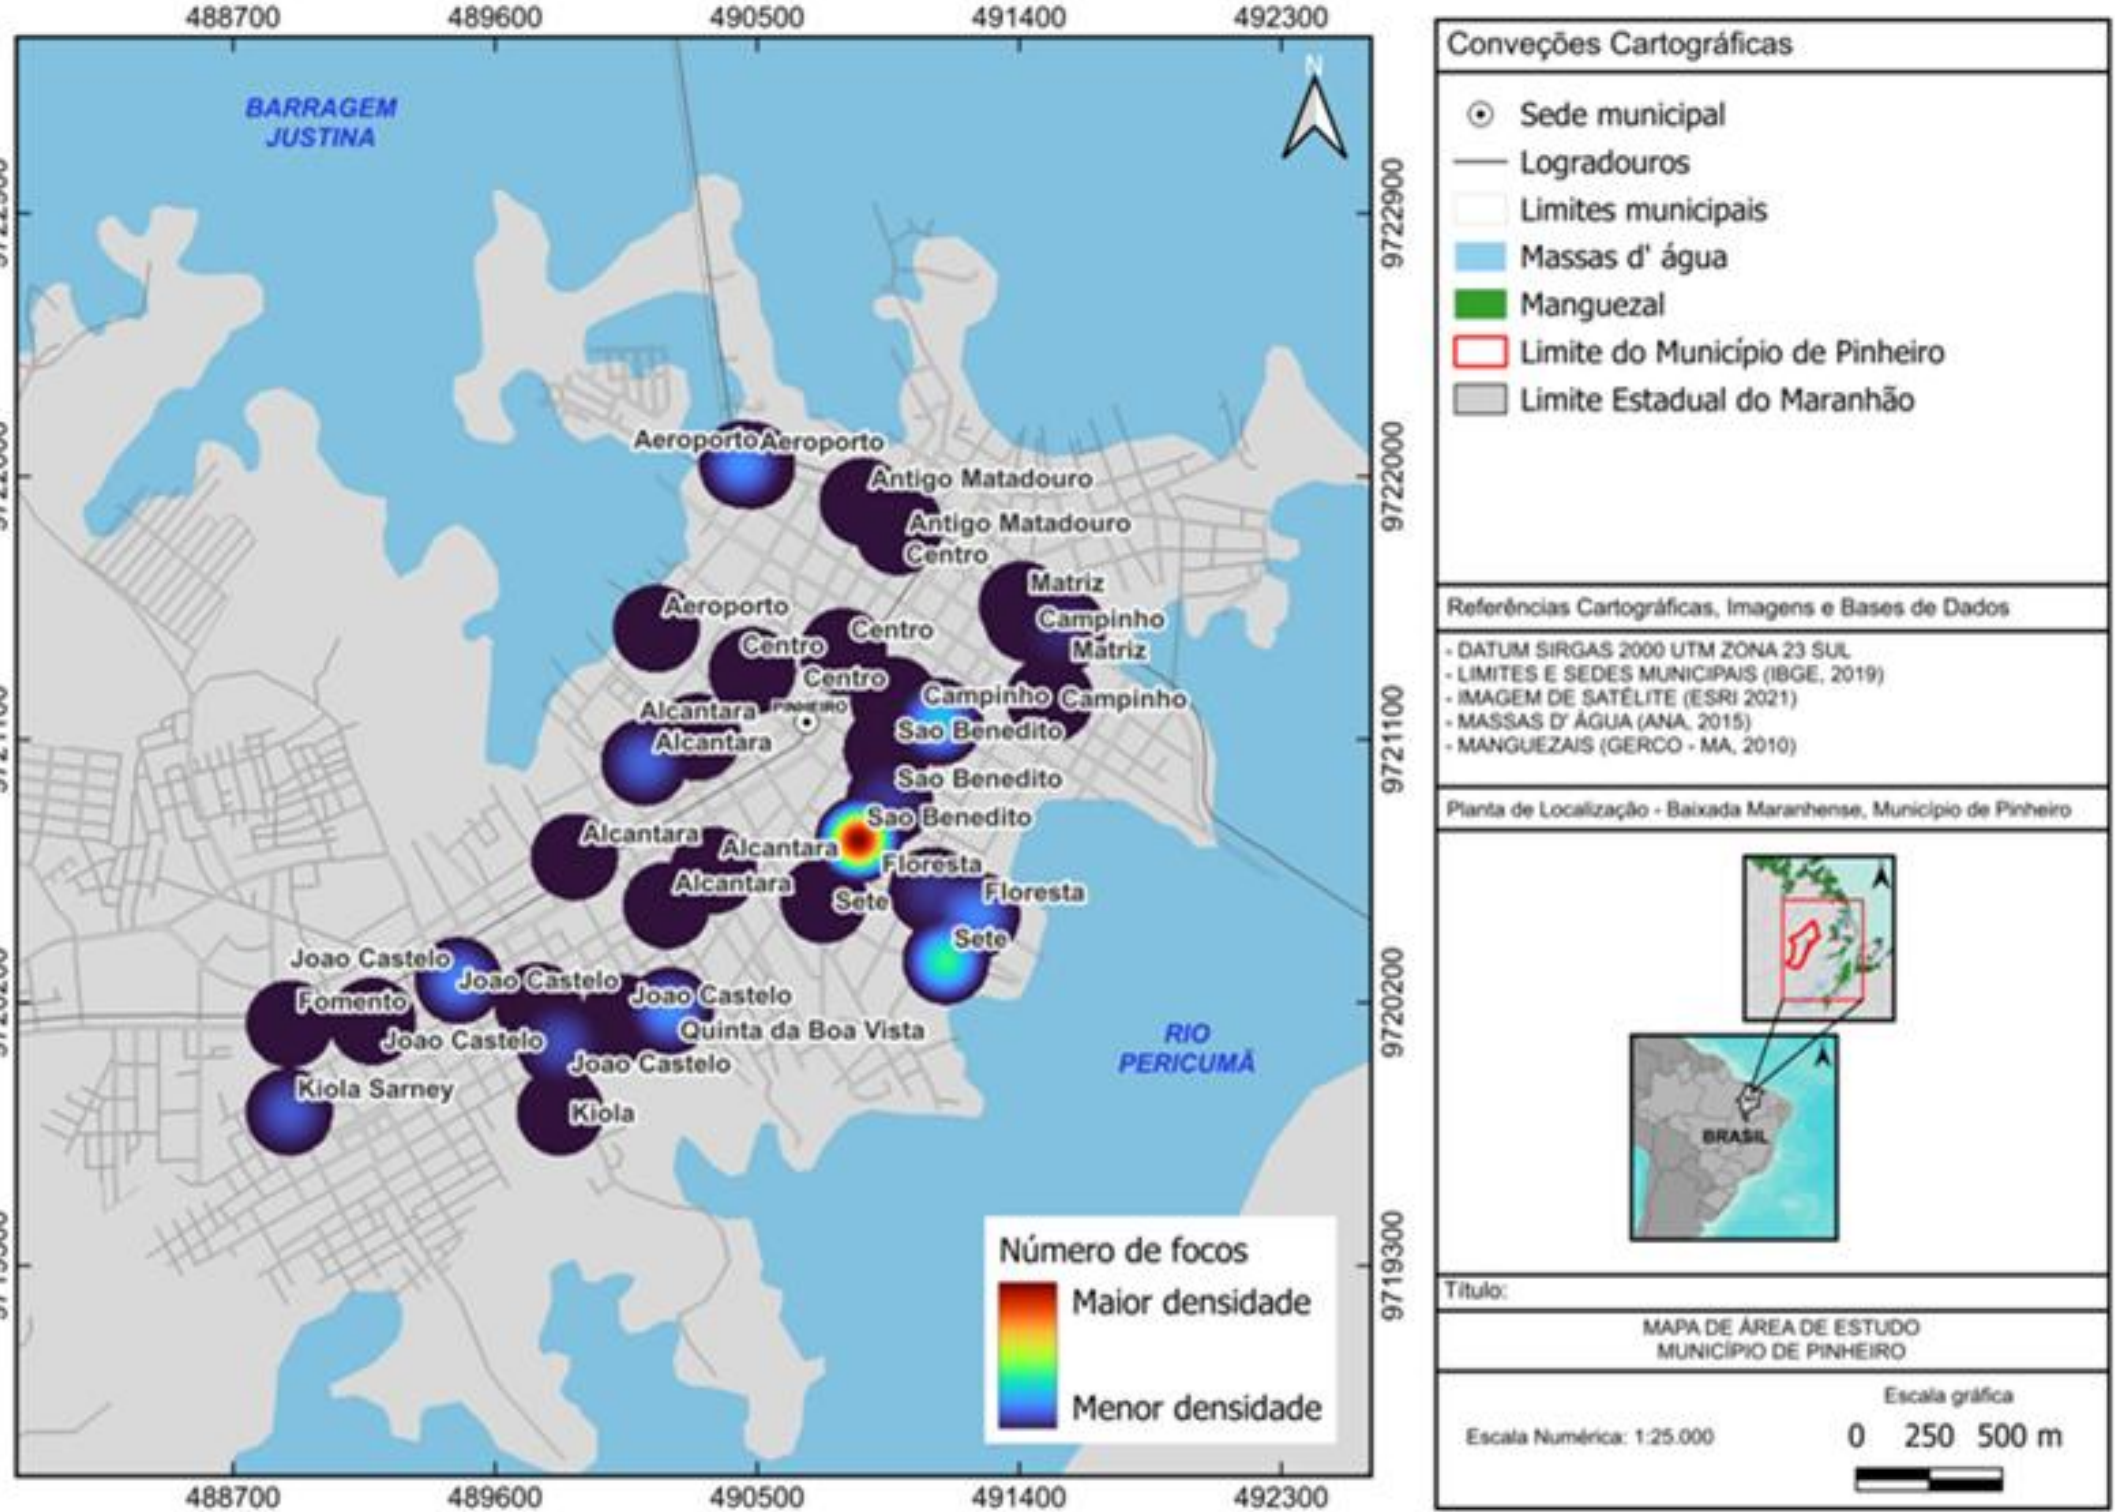 488700
489600
490500
491400
492300
BARRAGEM
JUSTINA
N
9722900
9722000
9721100
9720200
9719300
Aeroporto
Aeroporto
Antigo Matadouro
Antigo Matadouro
Centro
Matriz
Campinho
Matriz
Aeroporto
Centro
Centro
Centro
Campinho
Campinho
Alcantara
PINHEIRO
Sao Benedito
Alcantara
Sao Benedito
Sao Benedito
Alcantara
Alcantara
Floresta
Alcantara
Floresta
Sete
Sete
Joao Castelo
Joao Castelo
Joao Castelo
Fomento
Quinta da Boa Vista
Joao Castelo
Joao Castelo
Kiola Sarney
Kiola
RIO
PERICUMÃ
Número de focos
Maior densidade
Menor densidade
488700
489600
490500
491400
492300
Conveções Cartográficas
Sede municipal
Logradouros
Limites municipais
Massas d' água
Manguezal
Limite do Município de Pinheiro
Limite Estadual do Maranhão
Referências Cartográficas, Imagens e Bases de Dados
- DATUM SIRGAS 2000 UTM ZONA 23 SUL
- LIMITES E SEDES MUNICIPAIS (IBGE, 2019)
- IMAGEM DE SATÉLITE (ESRI 2021)
- MASSAS D' ÁGUA (ANA, 2015)
- MANGUEZAIS (GERCO - MA, 2010)
Planta de Localização - Baixada Maranhense, Município de Pinheiro
BRASIL
Título:
MAPA DE ÁREA DE ESTUDO
MUNICÍPIO DE PINHEIRO
Escala Numérica: 1:25.000
Escala gráfica
0 250 500 m